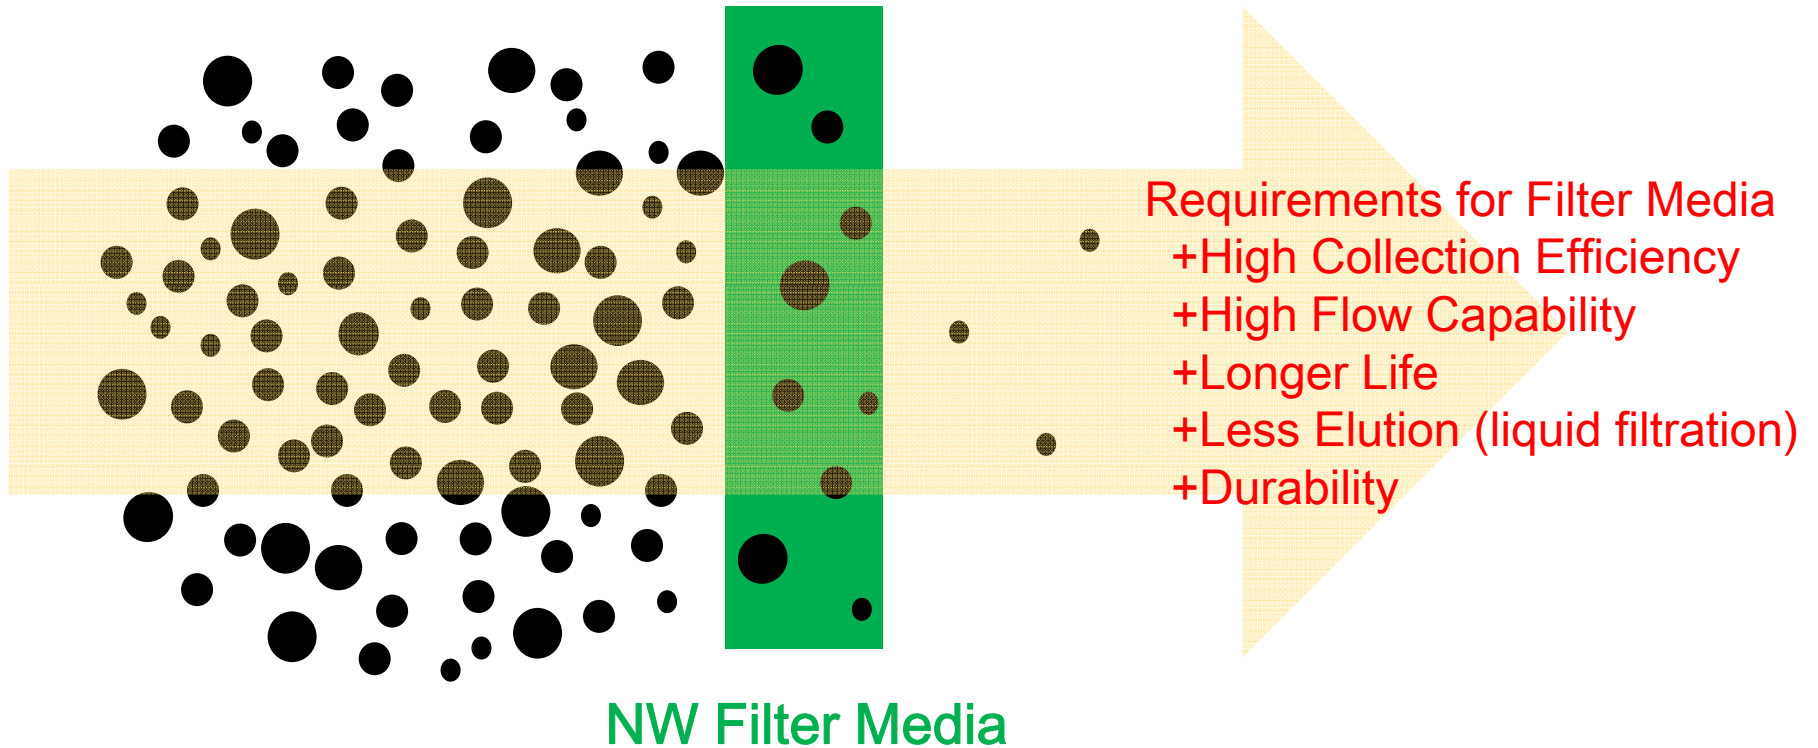 Requirements for Filter Media
+High Collection Efficiency
+High Flow Capability
+Longer Life
+Less Elution (liquid filtration)
+Durability
NW Filter Media